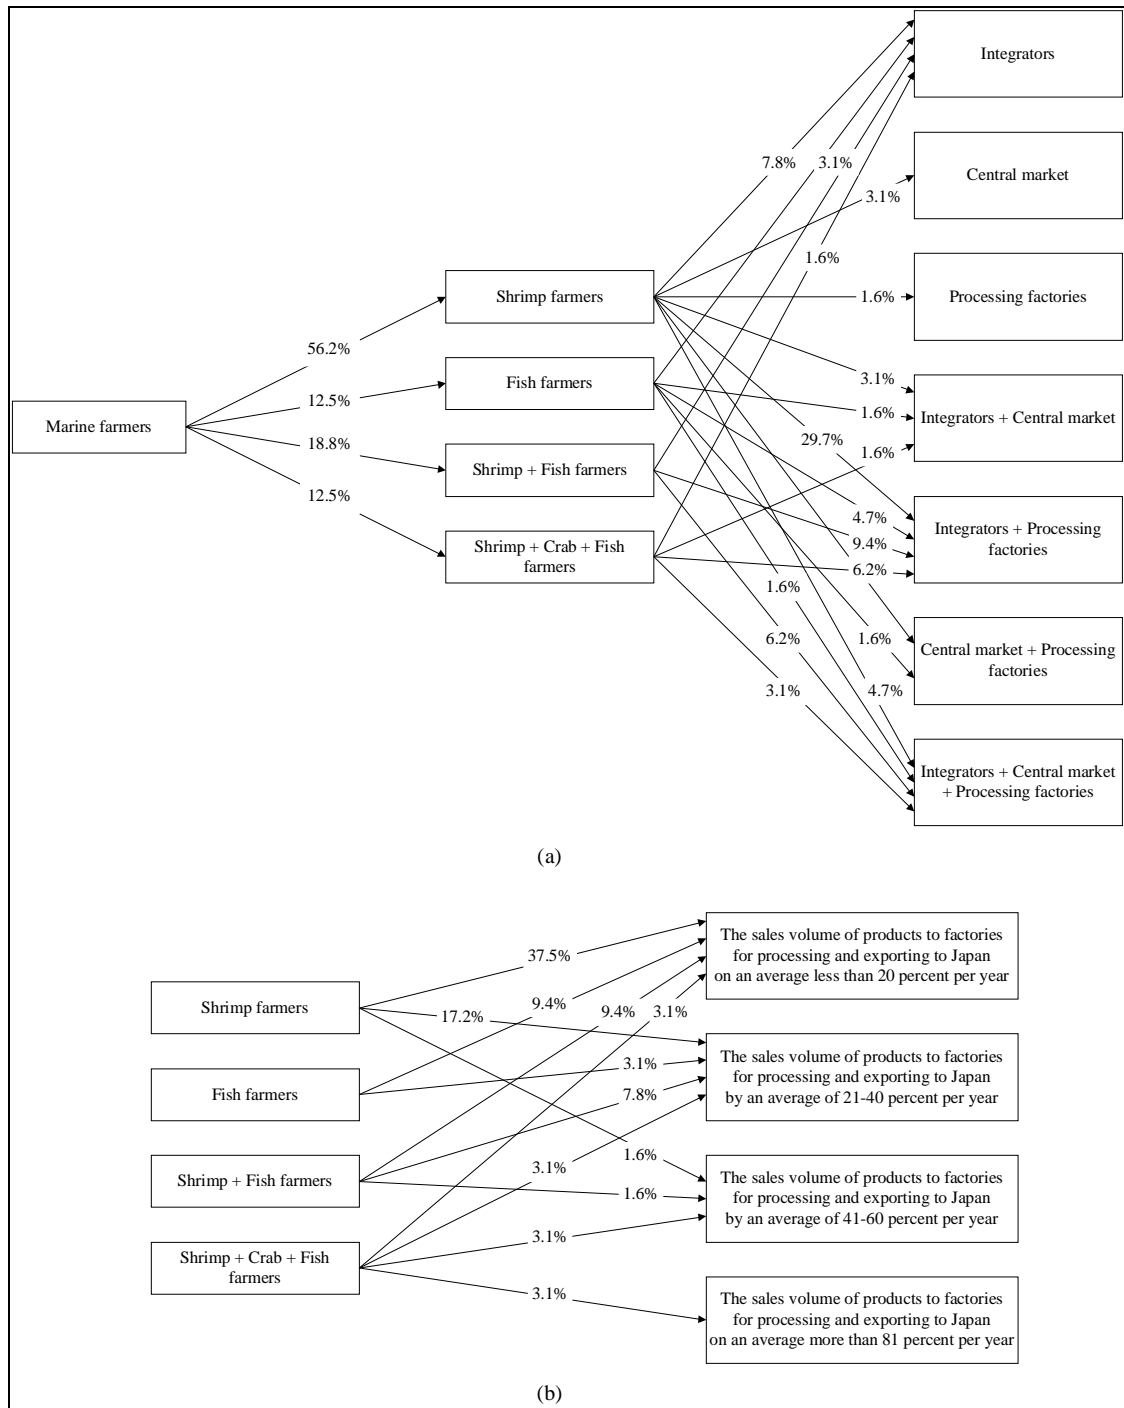 Integrators
7.8%
3.1%
Central market
3.1%
1.6%
Shrimp farmers
1.6%
Processing factories
56.2%
3.1%
Fish farmers
12.5%
1.6%
Integrators + Central market
Marine farmers
18.8%
29.7%
1.6%
Shrimp + Fish farmers
12.5%
4.7%
Integrators + Processing
factories
9.4%
Shrimp + Crab + Fish
farmers
6.2%
1.6%
6.2%
1.6%
Central market + Processing
factories
3.1%
4.7%
Integrators + Central market
+ Processing factories
(a)
The sales volume of products to factories
for processing and exporting to Japan
on an average less than 20 percent per year
37.5%
Shrimp farmers
9.4%
9.4%
3.1%
17.2%
The sales volume of products to factories
for processing and exporting to Japan
by an average of 21-40 percent per year
3.1%
Fish farmers
7.8%
3.1%
1.6%
Shrimp + Fish farmers
1.6%
The sales volume of products to factories
for processing and exporting to Japan
by an average of 41-60 percent per year
3.1%
Shrimp + Crab + Fish
farmers
3.1%
The sales volume of products to factories
for processing and exporting to Japan
on an average more than 81 percent per year
(b)